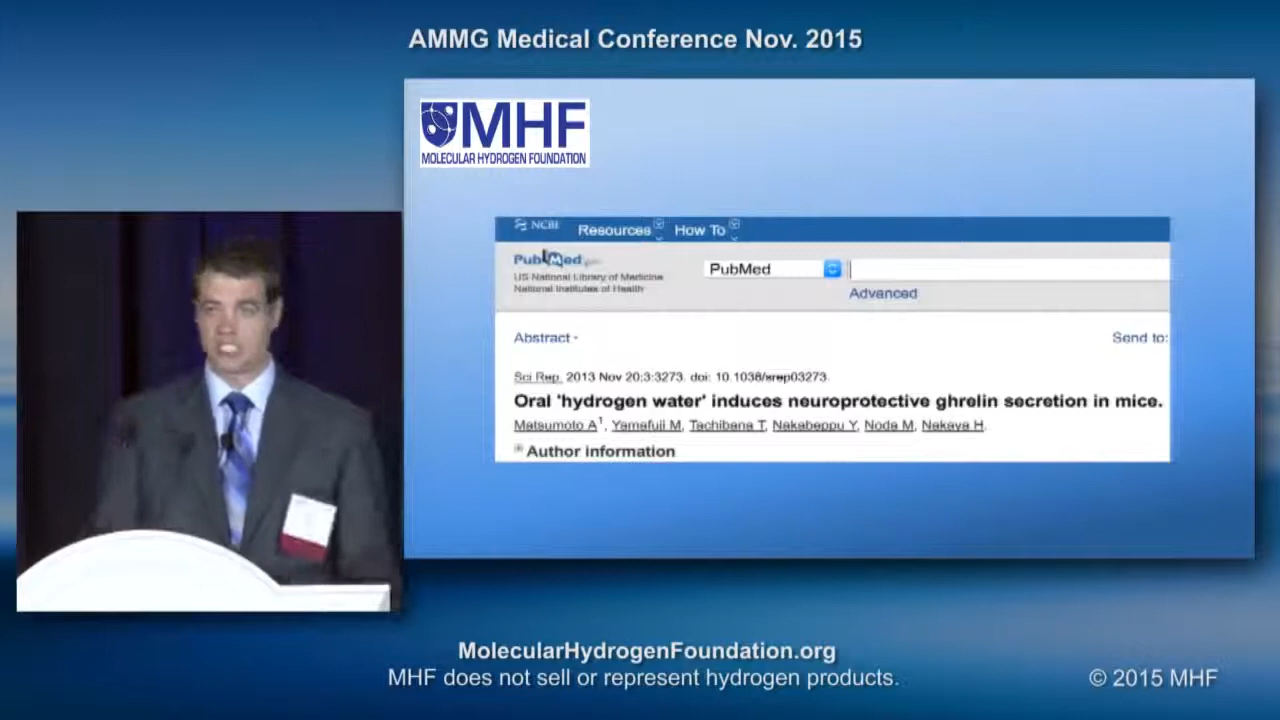 AMMG Medical Conference Nov. 2015
MHF
MOLECULAR HYDROGEN FOUNDATION
NCBI Resources How To
PubMed
US National Library of Medicine
National Institutes of Health
PubMed
Advanced
Abstract
Send to:
Sci Rep. 2013 Nov 20;3:3273. doi: 10.1038/srep03273.
Oral 'hydrogen water' induces neuroprotective ghrelin secretion in mice.
Matsumoto A1, Yamafuji M, Tachibana T, Nakabeppu Y, Noda M, Nakaya H.
Author information
MolecularHydrogenFoundation.org
MHF does not sell or represent hydrogen products.
© 2015 MHF